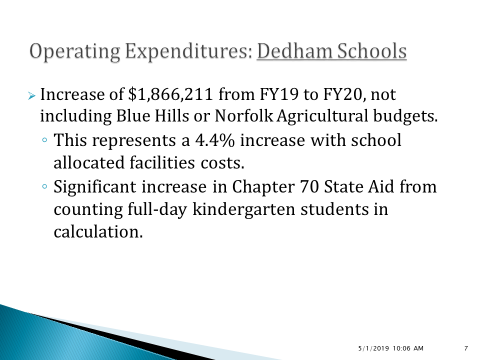 Operating Expenditures: Dedham Schools
Increase of $1,866,211 from FY19 to FY20, not
including Blue Hills or Norfolk Agricultural budgets.
This represents a 4.4% increase with school
allocated facilities costs.
Significant increase in Chapter 70 State Aid from
counting full-day kindergarten students in
calculation.
5/1/2019 10:06 AM 7